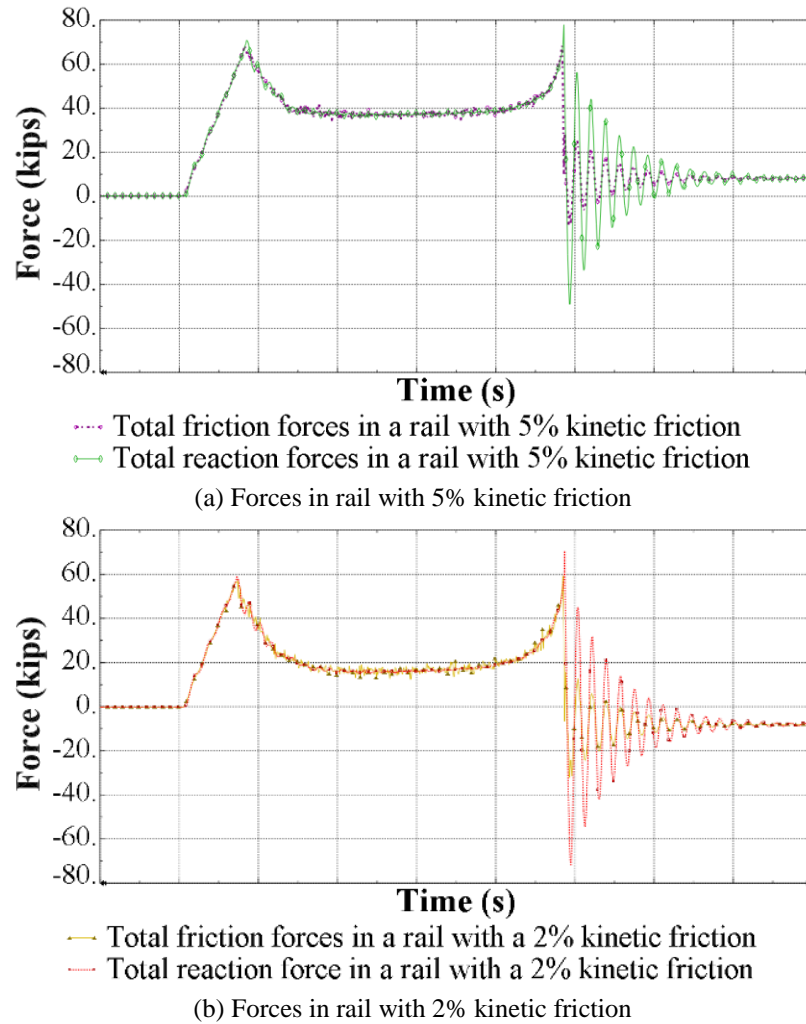 80.
60.
40.
20.
0.
-20.
-40.
-60.
-80.
Force (kips)
Time (s)
Total friction forces in a rail with 5% kinetic friction
Total reaction forces in a rail with 5% kinetic friction
(a) Forces in rail with 5% kinetic friction
80.
60.
40.
20.
0.
-20.
-40.
-60.
-80.
Force (kips)
Time (s)
Total friction forces in a rail with a 2% kinetic friction
Total reaction force in a rail with a 2% kinetic friction
(b) Forces in rail with 2% kinetic friction